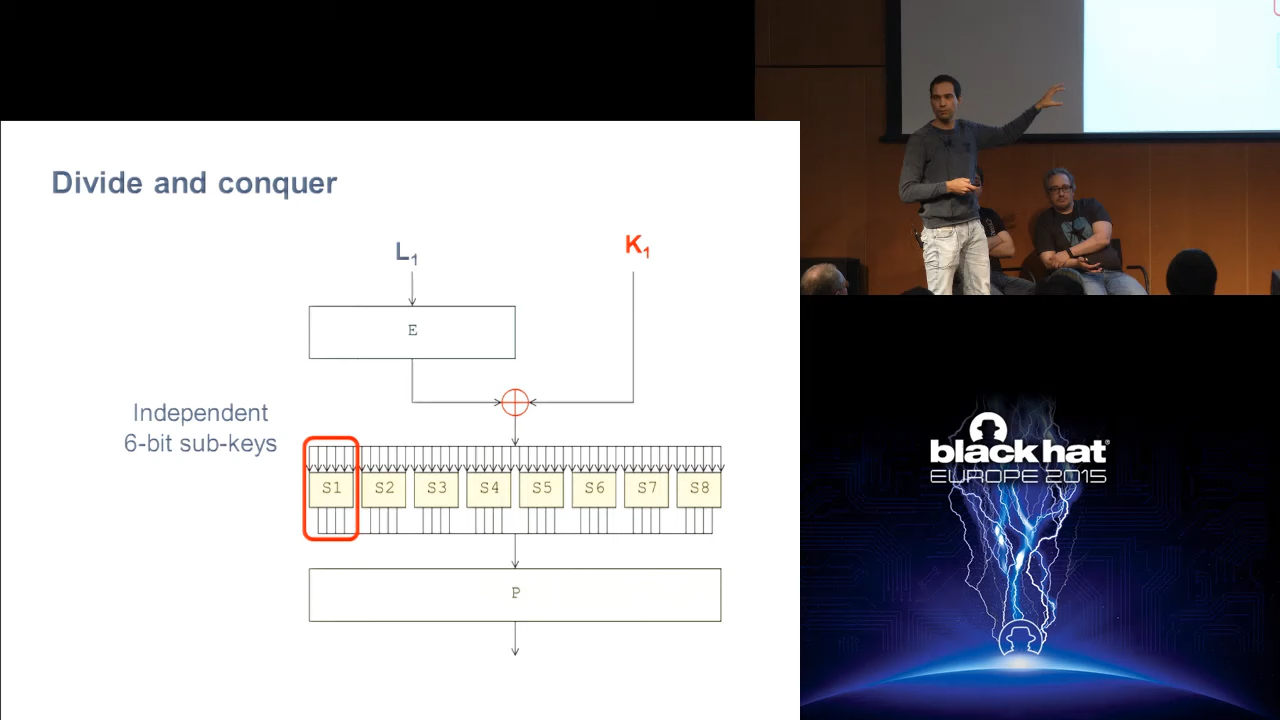 Divide and conquer
L1
K1
E
Independent
6-bit sub-keys
S1 S2 S3 S4 S5 S6 S7 S8
P
black hat®
EUROPE 2015